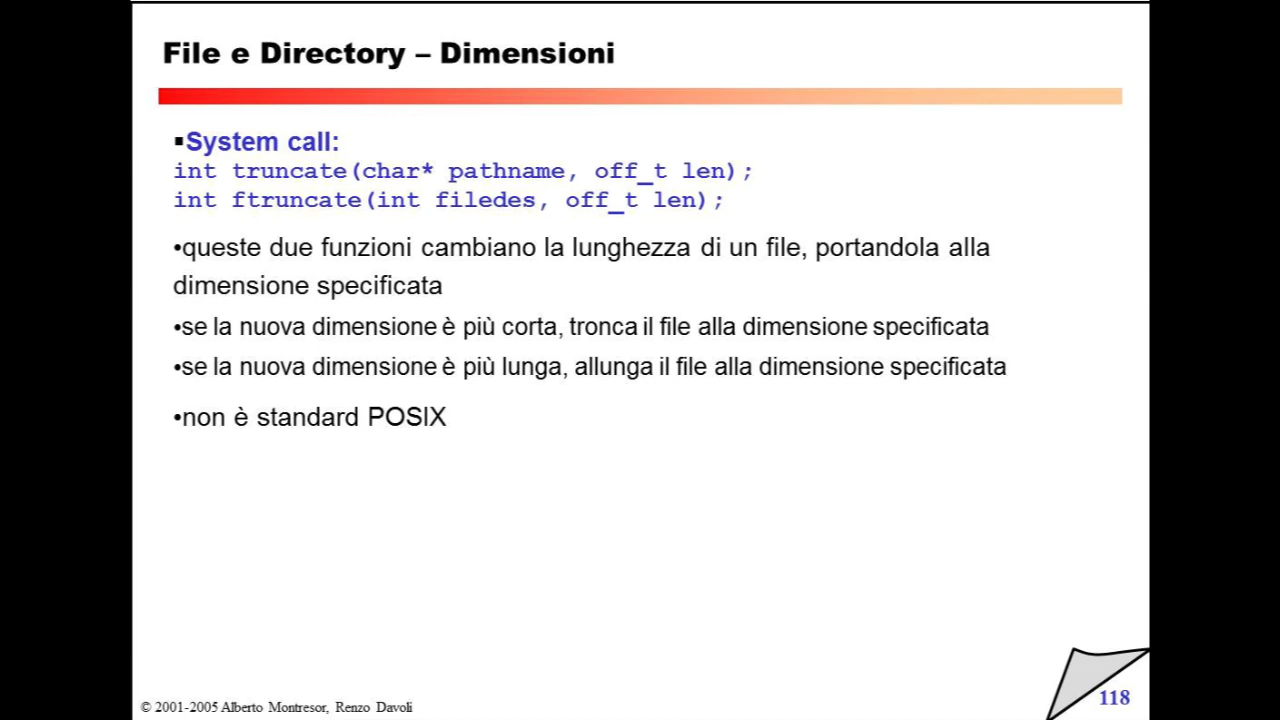 File e Directory – Dimensioni
▪System call:
int truncate(char* pathname, off_t len);
int ftruncate(int filedes, off_t len);
•queste due funzioni cambiano la lunghezza di un file, portandola alla
dimensione specificata
•se la nuova dimensione è più corta, tronca il file alla dimensione specificata
•se la nuova dimensione è più lunga, allunga il file alla dimensione specificata
•non è standard POSIX
© 2001-2005 Alberto Montresor, Renzo Davoli
118